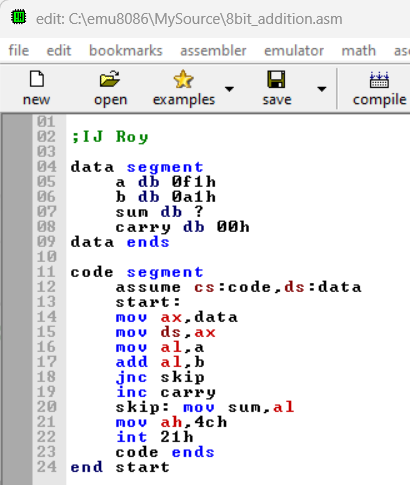 edit: C:\emu8086\MySource\8bit_addition.asm
file edit bookmarks assembler emulator math
new open examples save compile
01
02 ;IJ Roy
03
04 data segment
05 a db 0f1h
06 b db 0a1h
07 sum db ?
08 carry db 00h
09 data ends
10
11 code segment
12 assume cs:code,ds:data
13 start:
14 mov ax,data
15 mov ds,ax
16 mov al,a
17 add al,b
18 jnc skip
19 inc carry
20 skip: mov sum,al
21 mov ah,4ch
22 int 21h
23 code ends
24 end start